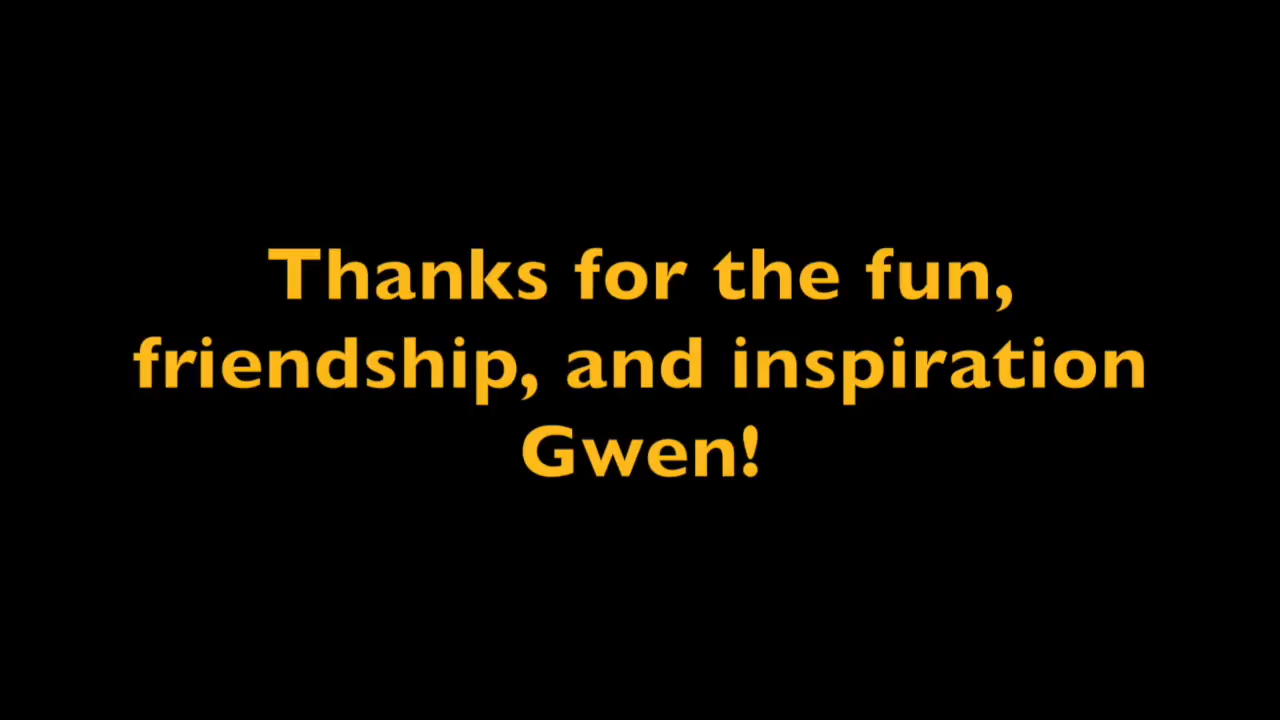 Thanks for the fun,
friendship, and inspiration
Gwen!